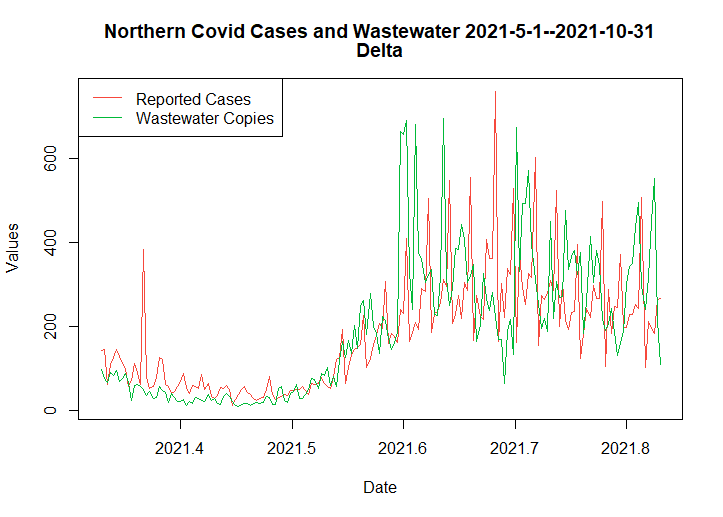 Northern Covid Cases and Wastewater 2021-5-1--2021-10-31
Delta
Reported Cases
Wastewater Copies
Values
600
400
200
0
2021.4
2021.5
2021.6
2021.7
2021.8
Date